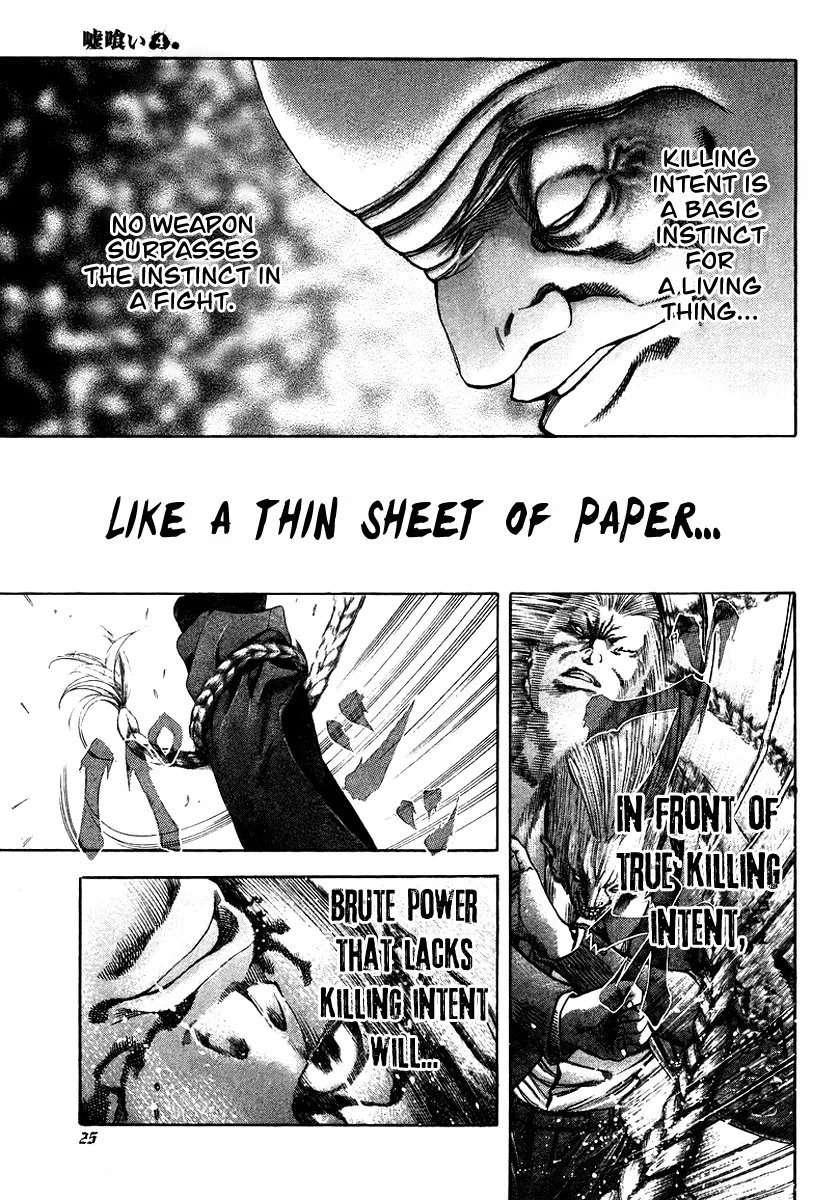 嘘喰い
KILLING
INTENT IS
A BASIC
INSTINCT
FOR
A LIVING
THING...
NO WEAPON
SURPASSES
THE INSTINCT IN
A FIGHT.
LIKE A THIN SHEET OF PAPER...
IN FRONT OF
TRUE KILLING
INTENT,
BRUTE POWER
THAT LACKS
KILLING INTENT
WILL...
25